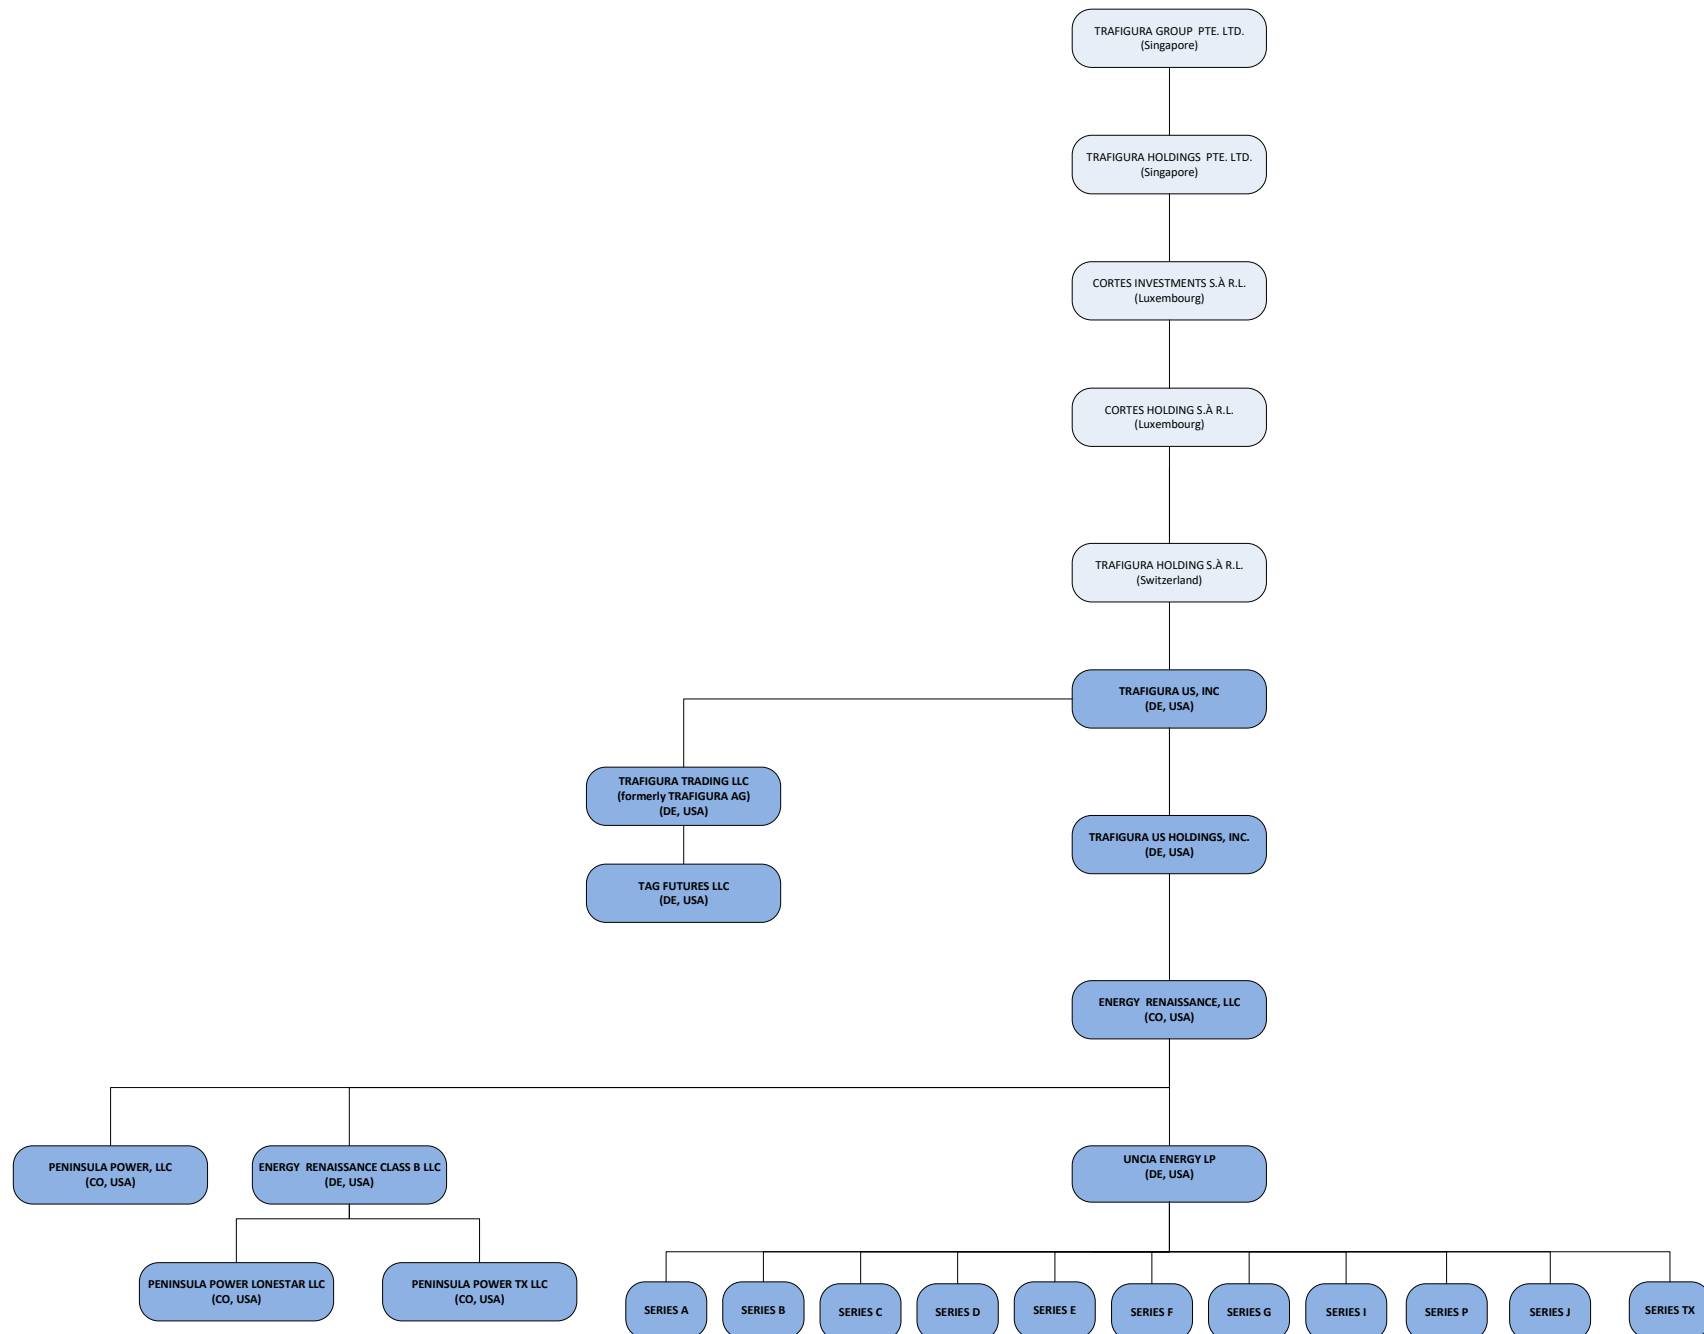 TRAFIGURA GROUP PTE. LTD.
(Singapore)
TRAFIGURA HOLDINGS PTE. LTD.
(Singapore)
CORTES INVESTMENTS S.À R.L.
(Luxembourg)
CORTES HOLDING S.À R.L.
(Luxembourg)
TRAFIGURA HOLDING S.À R.L.
(Switzerland)
TRAFIGURA US, INC
(DE, USA)
TRAFIGURA TRADING LLC
(formerly TRAFIGURA AG)
(DE, USA)
TRAFIGURA US HOLDINGS, INC.
(DE, USA)
TAG FUTURES LLC
(DE, USA)
ENERGY RENAISSANCE, LLC
(CO, USA)
PENINSULA POWER, LLC
(CO, USA)
ENERGY RENAISSANCE CLASS B LLC
(DE, USA)
UNCIA ENERGY LP
(DE, USA)
PENINSULA POWER LONESTAR LLC
(CO, USA)
PENINSULA POWER TX LLC
(CO, USA)
SERIES A
SERIES B
SERIES C
SERIES D
SERIES E
SERIES F
SERIES G
SERIES I
SERIES P
SERIES J
SERIES TX